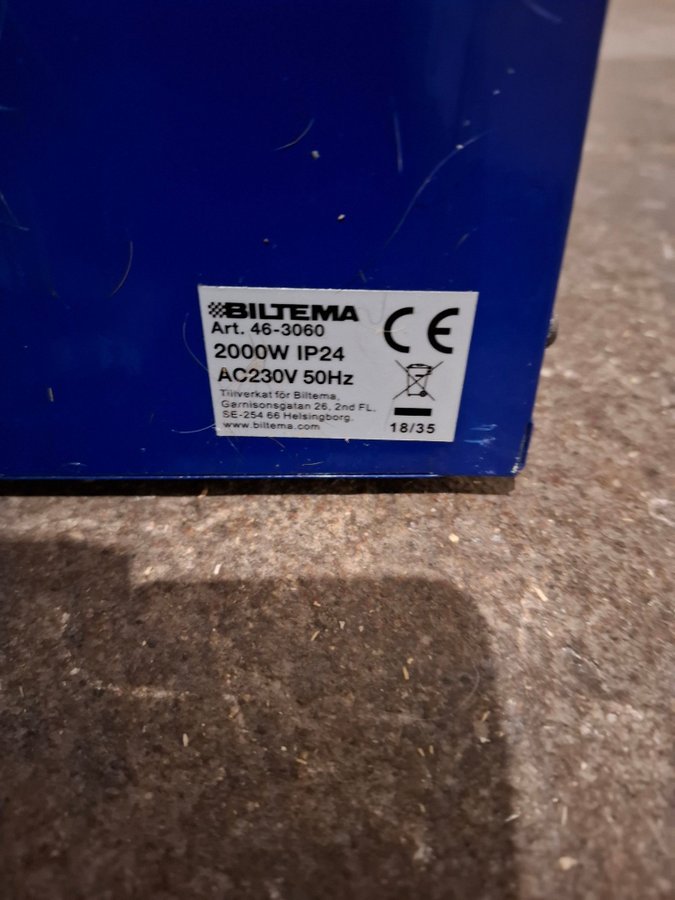 BILTEMA
Art. 46-3060
2000W IP24
AC230V 50Hz
Tillverkat för Biltema,
Garnisonsgatan 26, 2nd FL,
SE-254 66 Helsingborg.
www.biltema.com
CE
18/35